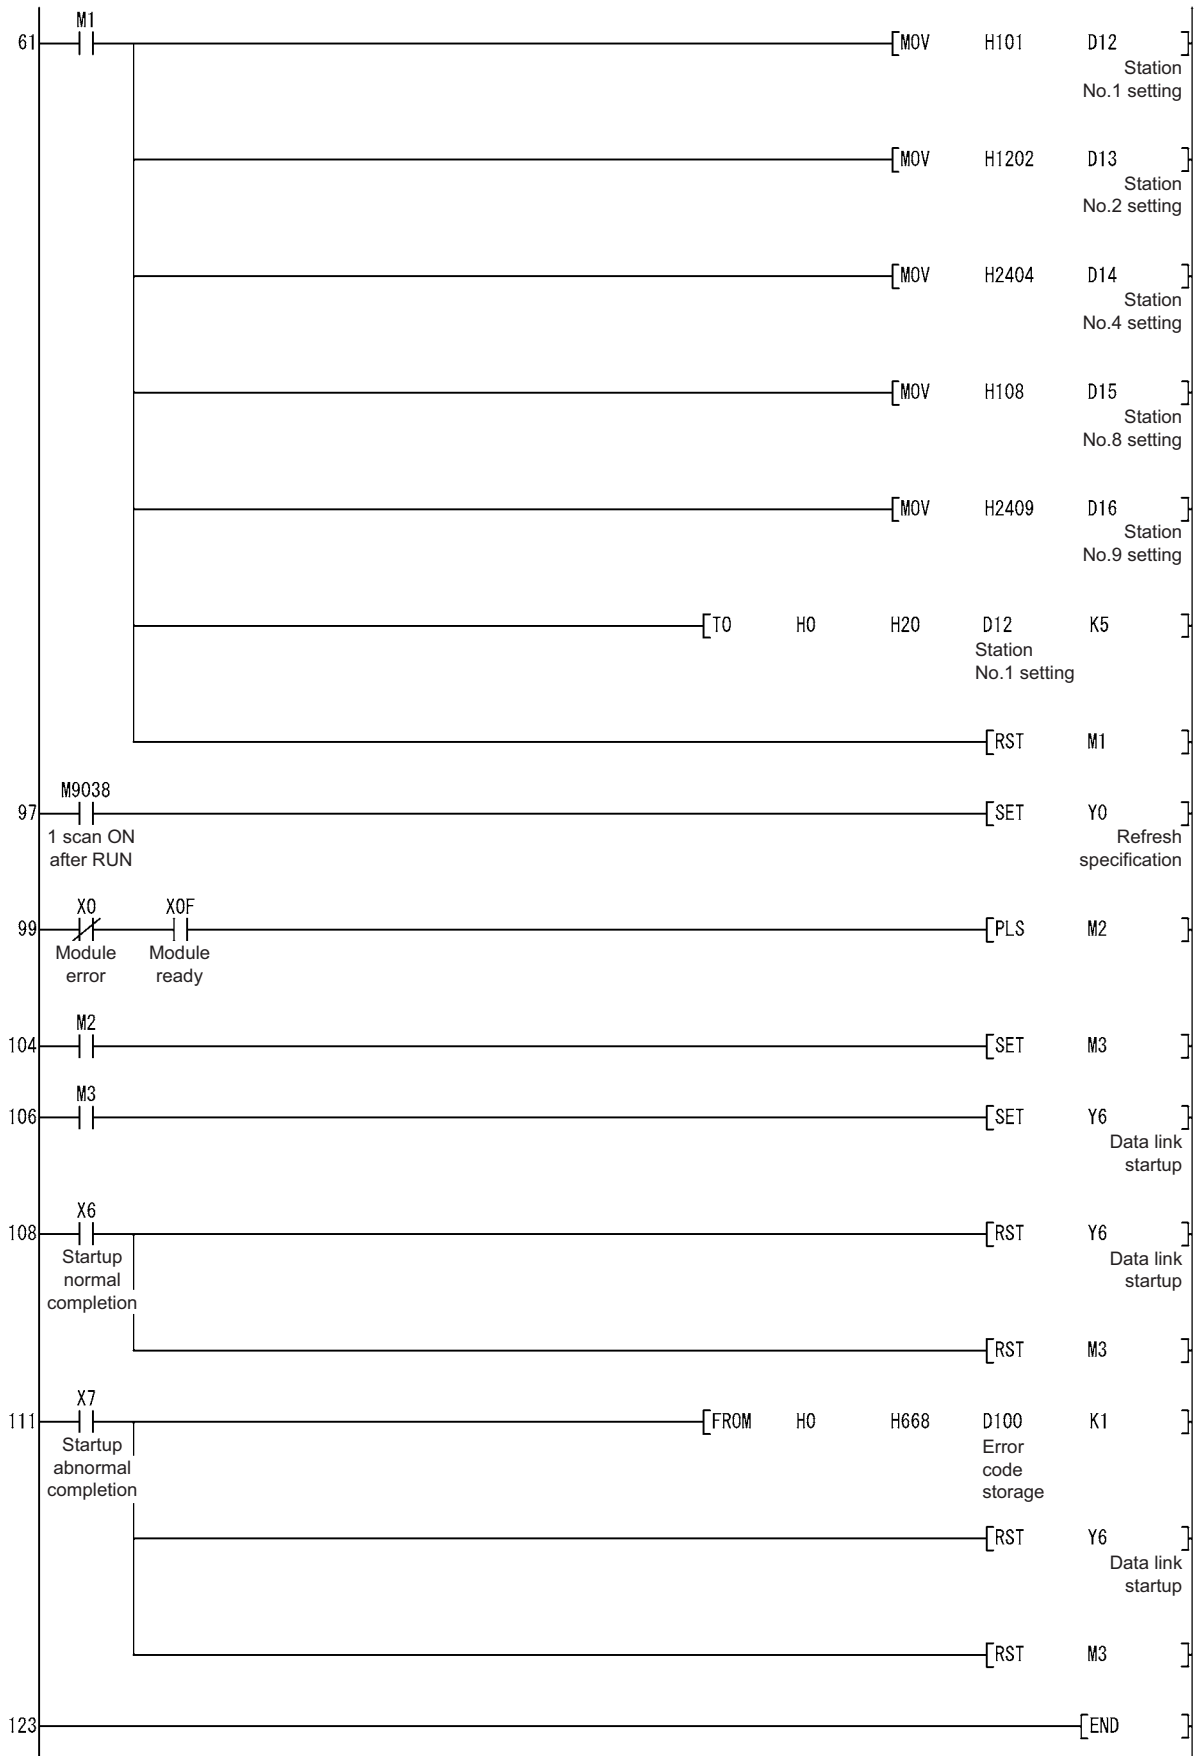 M1
61 [MOV H101 D12 ]
Station
No.1 setting
[MOV H1202 D13 ]
Station
No.2 setting
[MOV H2404 D14 ]
Station
No.4 setting
[MOV H108 D15 ]
Station
No.8 setting
[MOV H2409 D16 ]
Station
No.9 setting
[TO H0 H20 D12 K5 ]
Station
No.1 setting
[RST M1 ]
M9038
97 [SET Y0 ]
1 scan ON Refresh
after RUN specification
X0 X0F
99 [PLS M2 ]
Module Module
error ready
M2
104 [SET M3 ]
M3
106 [SET Y6 ]
Data link
startup
X6
108 [RST Y6 ]
Startup Data link
normal startup
completion
[RST M3 ]
X7
111 [FROM H0 H668 D100 K1 ]
Startup Error
abnormal code
completion storage
[RST Y6 ]
Data link
startup
[RST M3 ]
123 [END ]